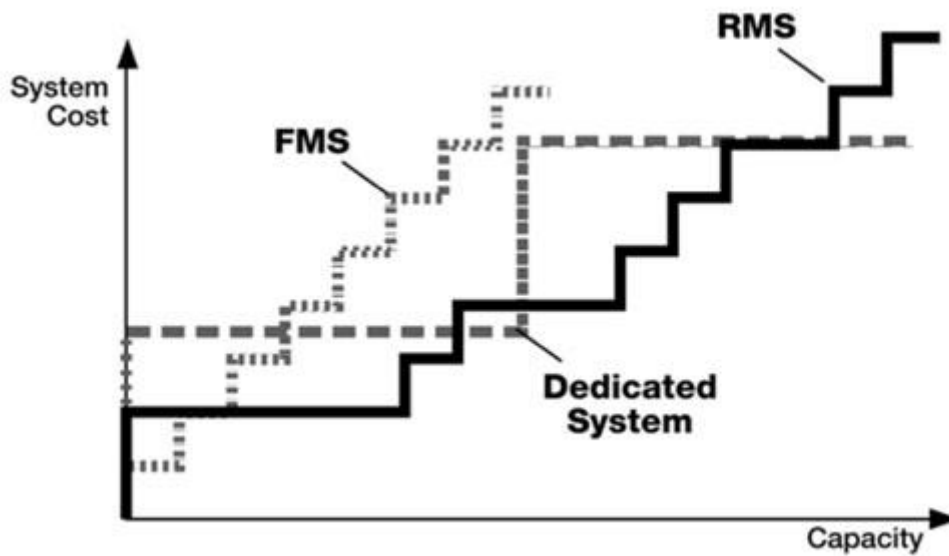 RMS
System
Cost
FMS
Dedicated
System
Capacity